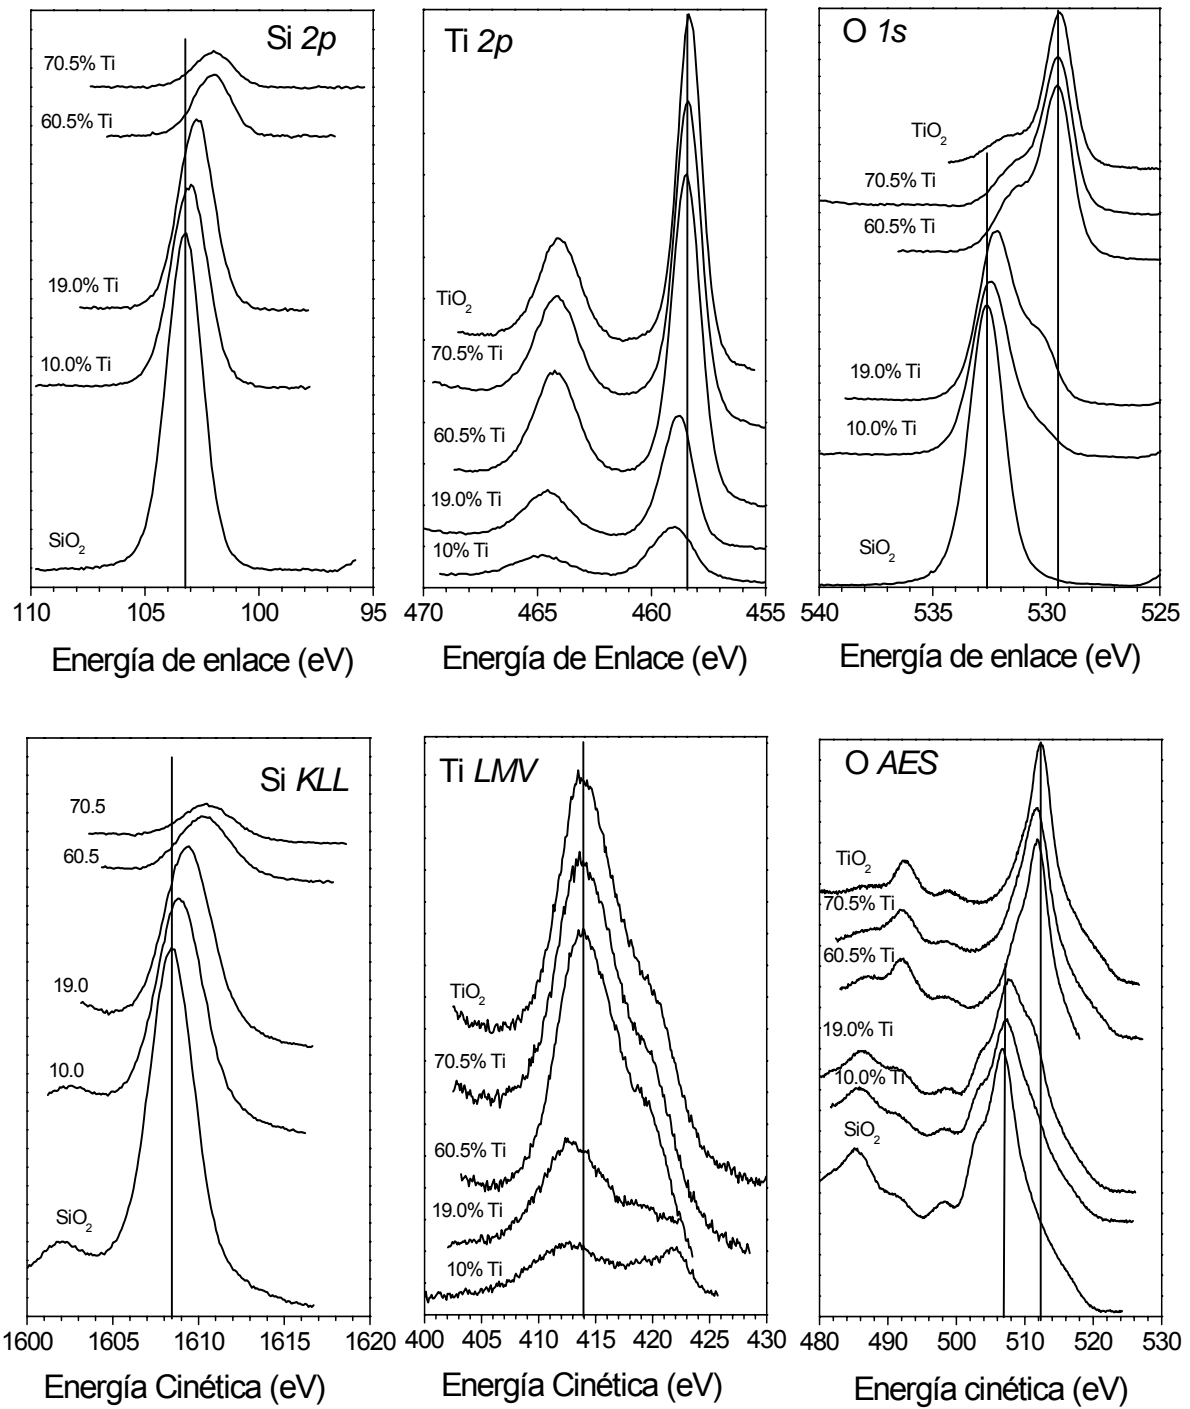 Si 2p
70.5% Ti
60.5% Ti
19.0% Ti
10.0% Ti
SiO2
110 105 100 95
Energía de enlace (eV)
Ti 2p
TiO2
70.5% Ti
60.5% Ti
19.0% Ti
10% Ti
470 465 460 455
Energía de Enlace (eV)
O 1s
TiO2
70.5% Ti
60.5% Ti
19.0% Ti
10.0% Ti
SiO2
540 535 530 525
Energía de enlace (eV)
Si KLL
70.5
60.5
19.0
10.0
SiO2
1600 1605 1610 1615 1620
Energía Cinética (eV)
Ti LMV
TiO2
70.5% Ti
60.5% Ti
19.0% Ti
10% Ti
400 405 410 415 420 425 430
Energía Cinética (eV)
O AES
TiO2
70.5% Ti
60.5% Ti
19.0% Ti
10.0% Ti
SiO2
480 490 500 510 520 530
Energía cinética (eV)